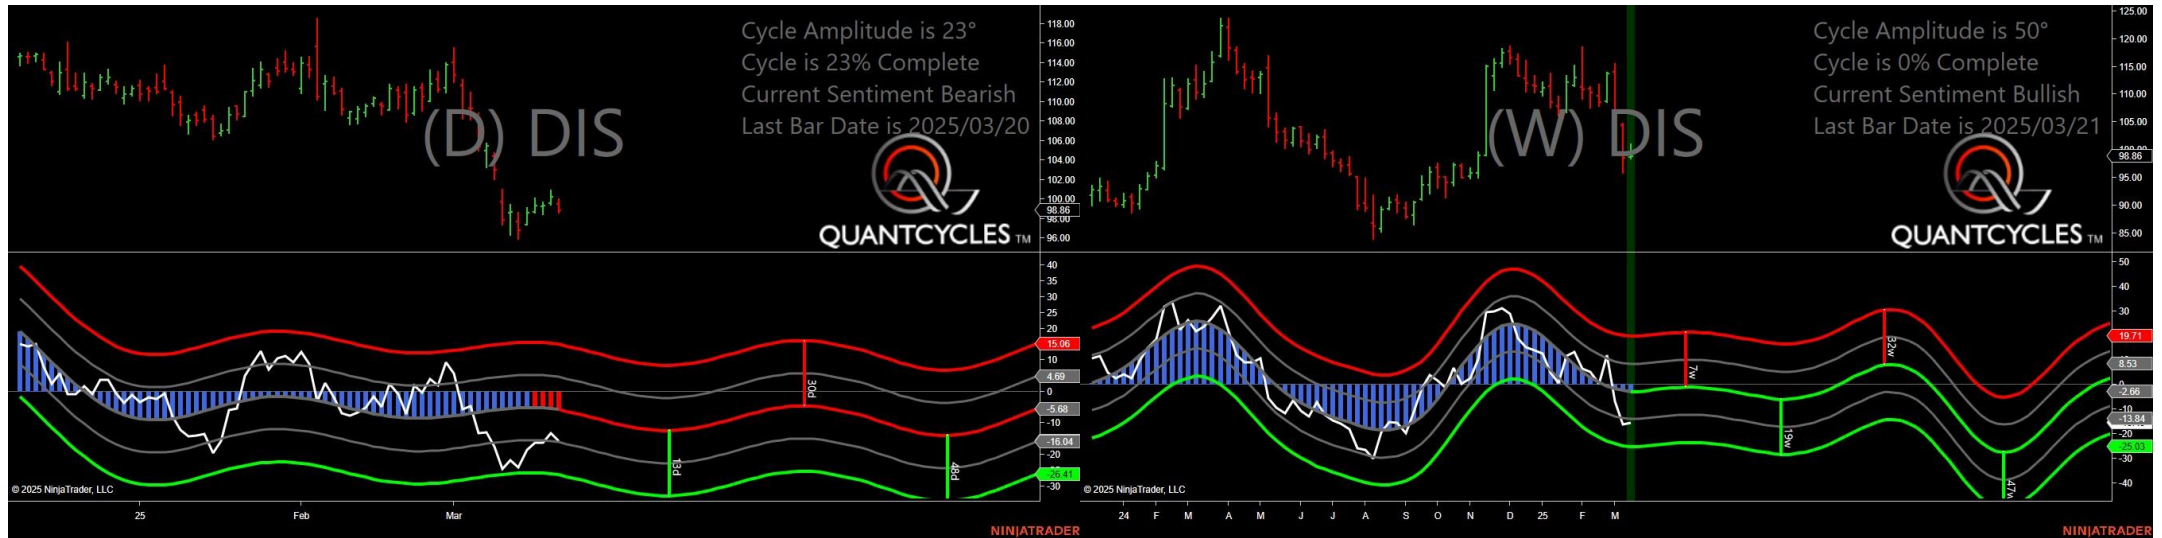 Cycle Amplitude is 23°
Cycle is 23% Complete
Current Sentiment Bearish
Last Bar Date is 2025/03/20
(D) DIS
QUANTCYCLES TM
118.00
116.00
114.00
112.00
110.00
108.00
106.00
104.00
102.00
100.00
98.86
98.00
96.00
40
35
30
25
20
15.06
10
4.69
0
-5.68
-10
-16.04
-20
-26.41
-30
13d
30d
48d
© 2025 NinjaTrader, LLC
25
Feb
Mar
NINJATRADER
Cycle Amplitude is 50°
Cycle is 0% Complete
Current Sentiment Bullish
Last Bar Date is 2025/03/21
(W) DIS
QUANTCYCLES TM
125.00
120.00
115.00
110.00
105.00
98.86
95.00
90.00
85.00
50
40
30
19.71
8.53
0
-2.66
-10
-13.84
-20
-25.03
-30
-40
7w
19w
32w
47w
© 2025 NinjaTrader, LLC
24
F
M
A
M
J
J
A
S
O
N
D
25
F
M
NINJATRADER